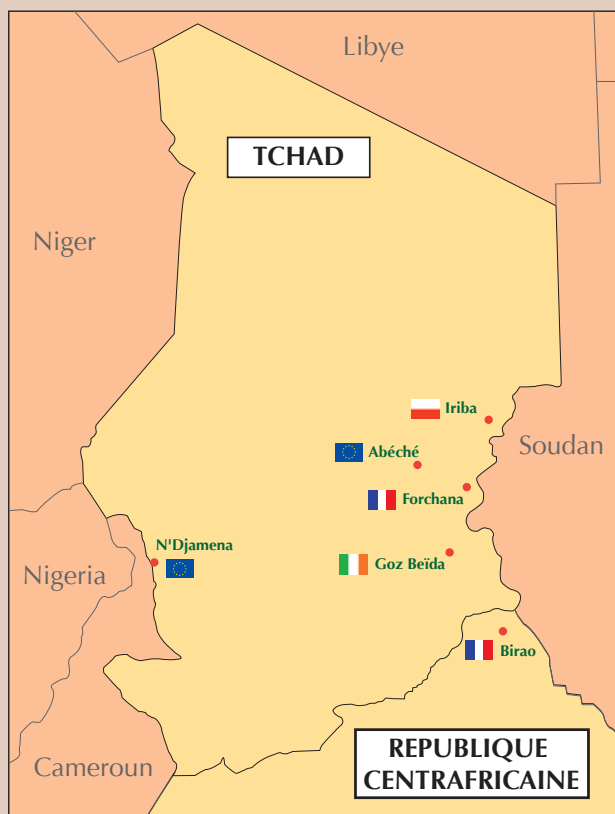 Libye
TCHAD
Niger
Iriba
Soudan
Abéché
Forchana
N'Djamena
Goz Beïda
Nigeria
Birao
REPUBLIQUE
CENTRAFRICAINE
Cameroun